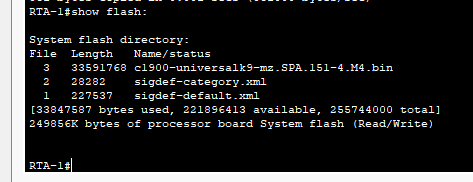 RTA-1#show flash:
System flash directory:
File Length Name/status
3 33591768 c1900-universalk9-mz.SPA.151-4.M4.bin
2 28282 sigdef-category.xml
1 227537 sigdef-default.xml
[33847587 bytes used, 221896413 available, 255744000 total]
249856K bytes of processor board System flash (Read/Write)
RTA-1#